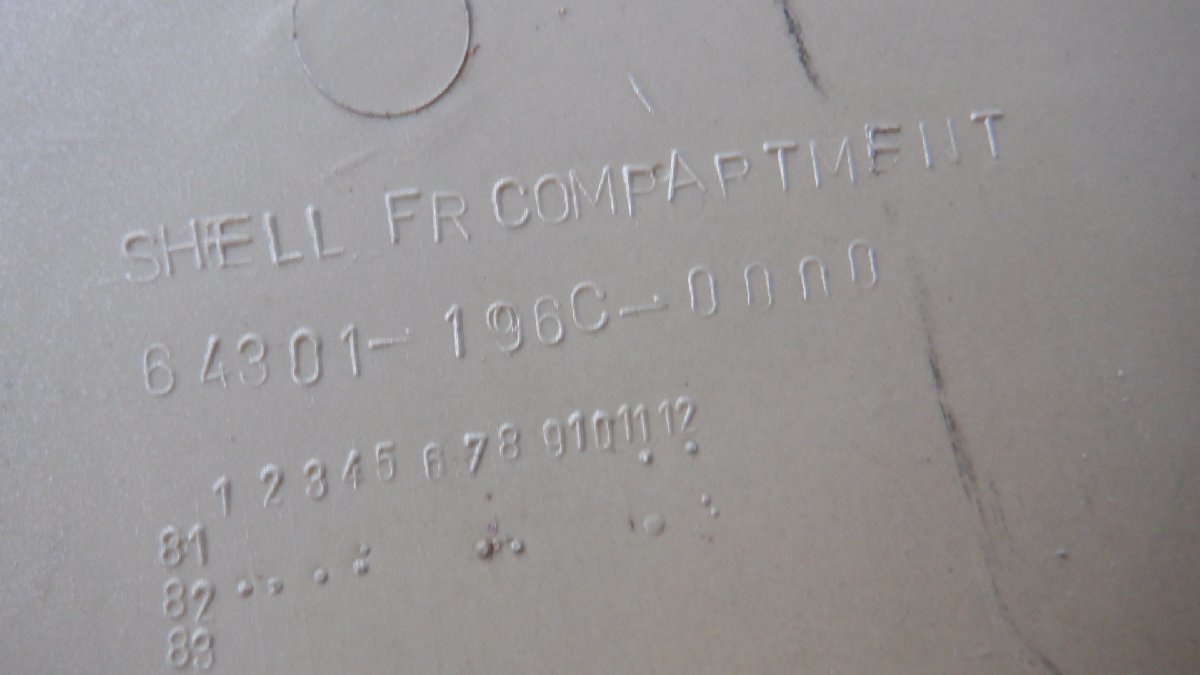 SHELL FR COMPARTMENT
64301-196C-0000
1 2 3 4 5 6 7 8 9 10 11 12
81
82
83